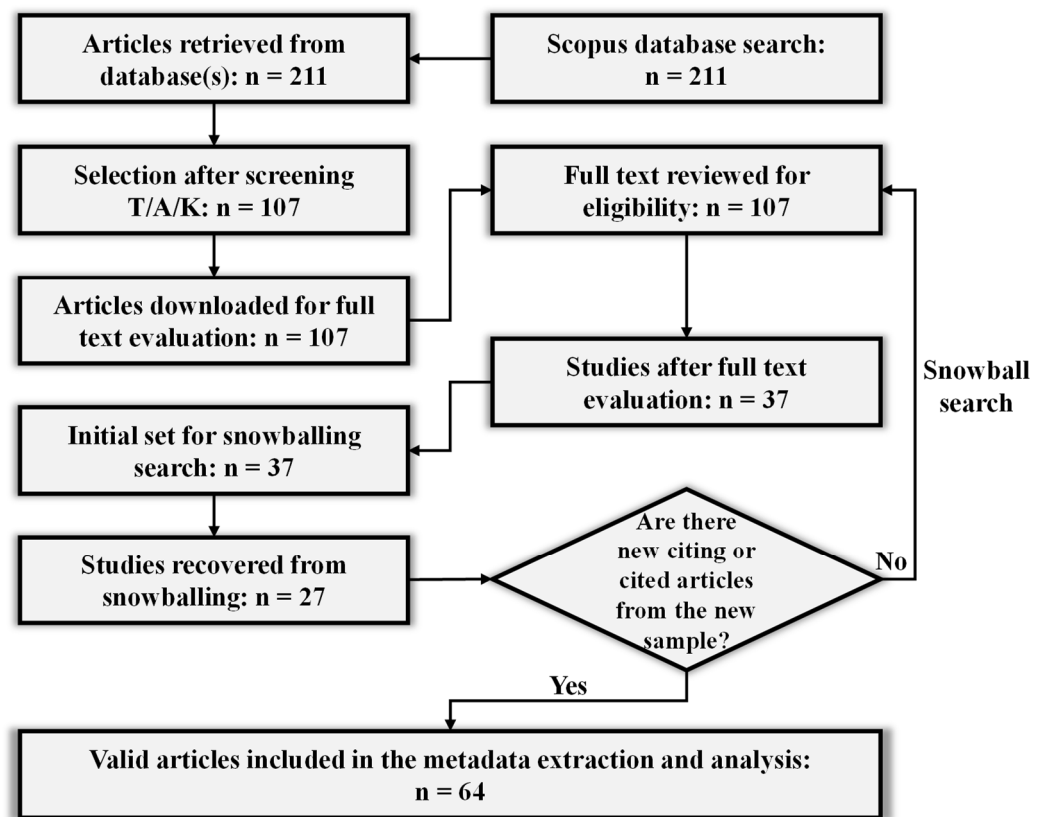 Articles retrieved from
database(s): n = 211
Scopus database search:
n = 211
Selection after screening
T/A/K: n = 107
Full text reviewed for
eligibility: n = 107
Articles downloaded for full
text evaluation: n = 107
Studies after full text
evaluation: n = 37
Snowball
search
Initial set for snowballing
search: n = 37
Studies recovered from
snowballing: n = 27
Are there
new citing or
cited articles
from the new
sample?
No
Yes
Valid articles included in the metadata extraction and analysis:
n = 64